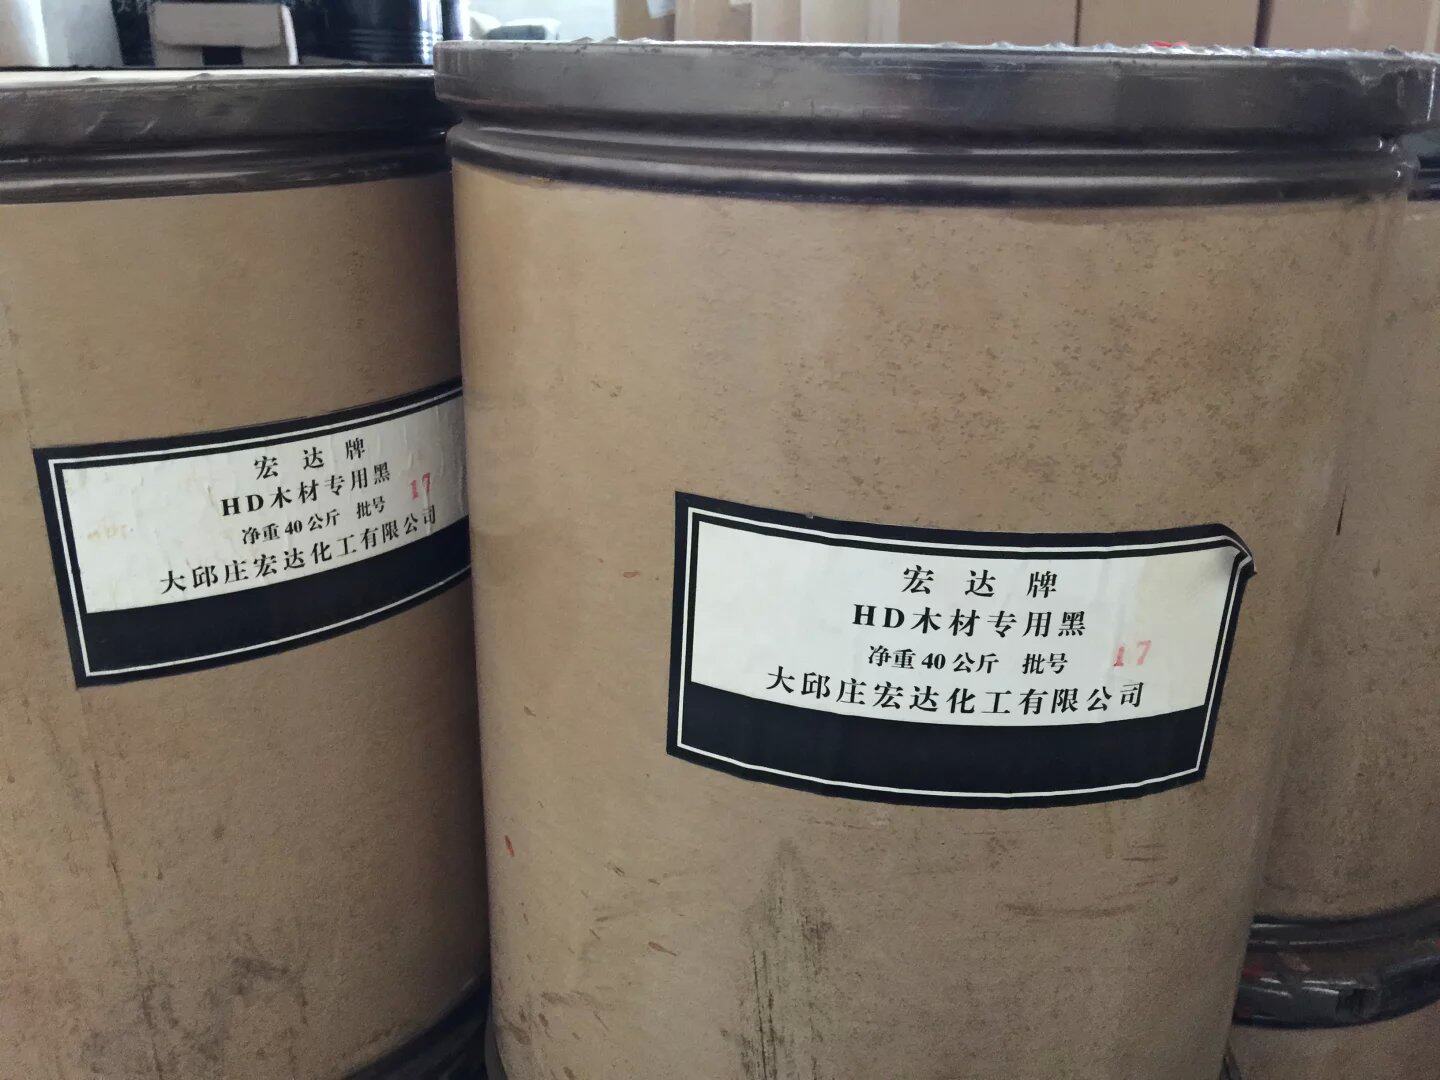 宏达牌
HD木材专用黑
净重40公斤 批号 17
大邱庄宏达化工有限公司
宏达牌
HD木材专用黑
净重40公斤 批号 17
大邱庄宏达化工有限公司